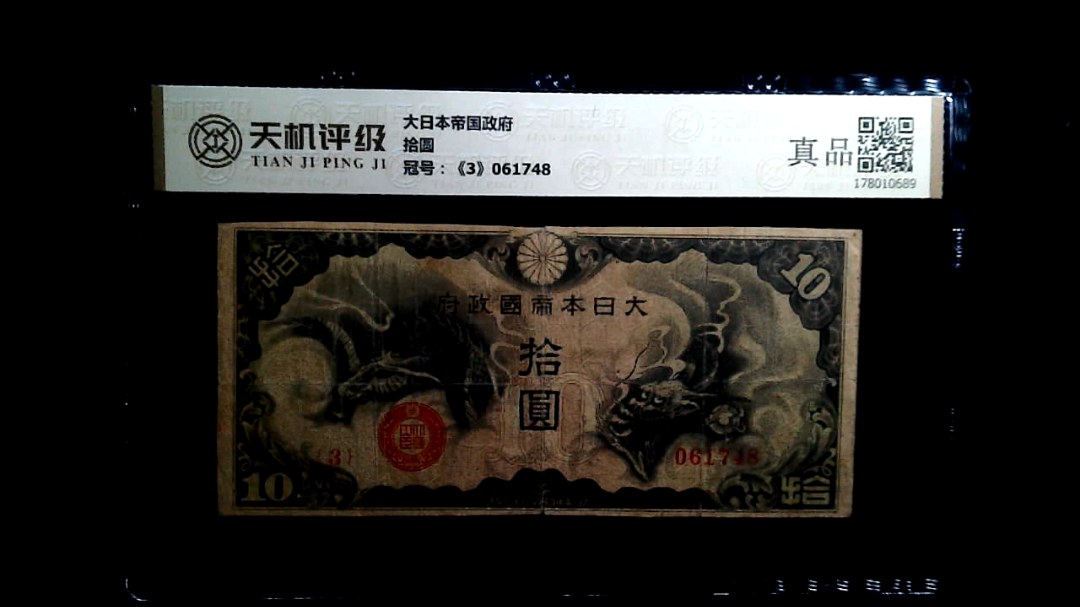 天机评级
TIAN JI PING JI
大日本帝国政府
拾圆
冠号：《3》061748
真品
178010689
拾
10
大日本帝國政府
拾
圓
10
{3}
061748
10
拾